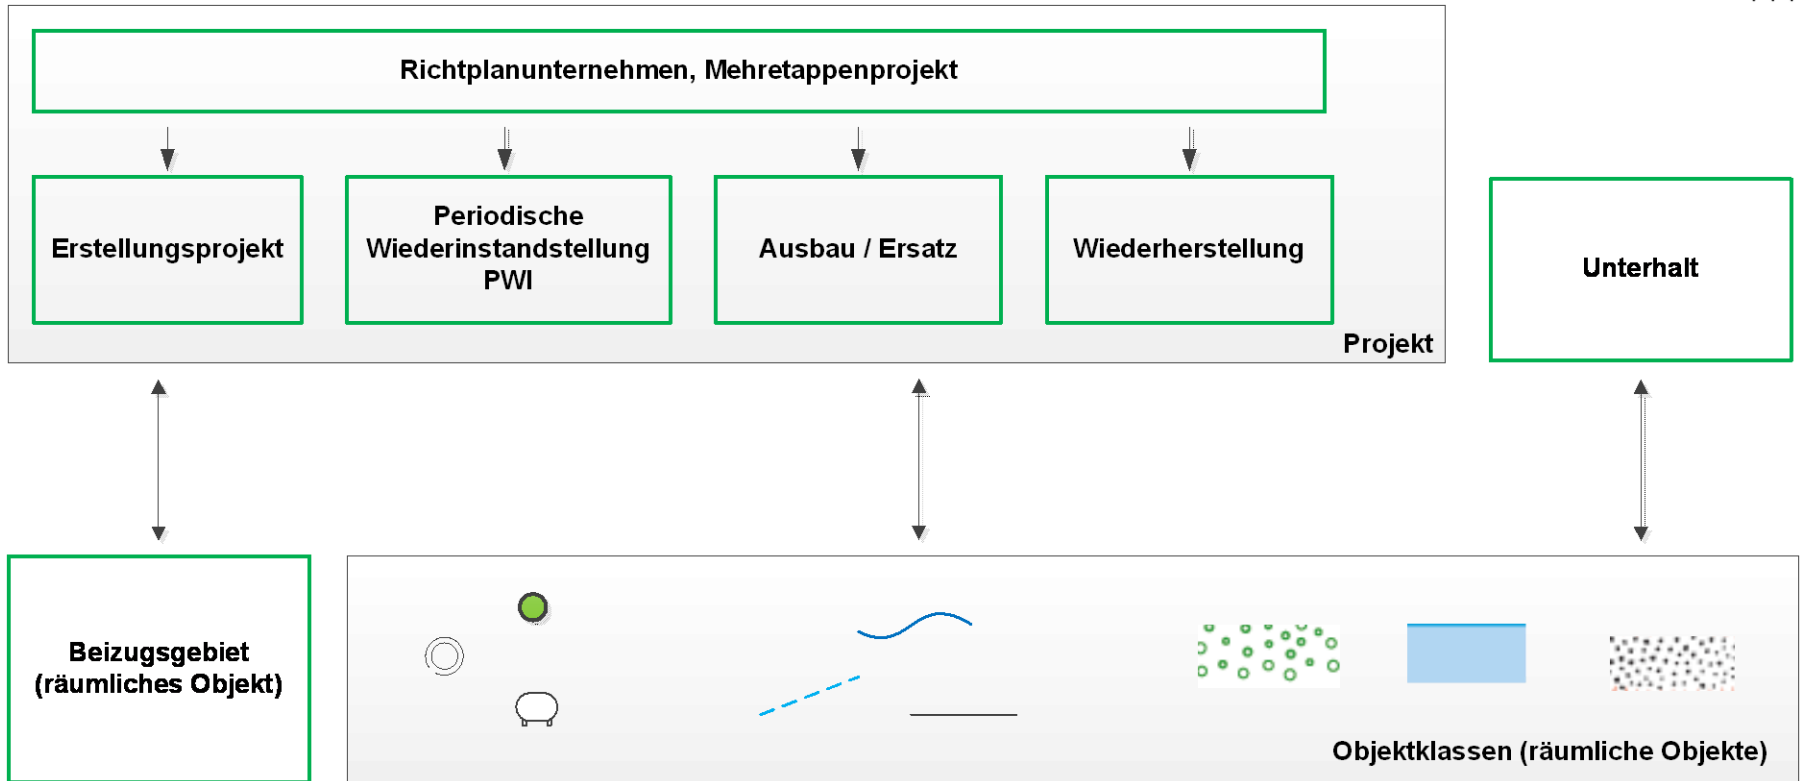 Richtplanunternehmen, Mehretappenprojekt
Erstellungsprojekt
Periodische
Wiederinstandstellung
PWI
Ausbau / Ersatz
Wiederherstellung
Projekt
Unterhalt
Beizugsgebiet
(räumliches Objekt)
Objektklassen (räumliche Objekte)